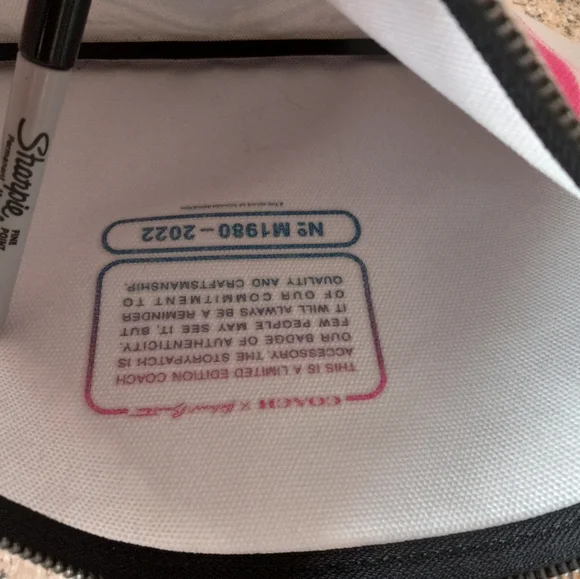 COACH X
THIS IS A LIMITED EDITION COACH
ACCESSORY. THE STORYPATCH IS
OUR BADGE OF AUTHENTICITY.
FEW PEOPLE MAY SEE IT, BUT
IT WILL ALWAYS BE A REMINDER
OF OUR COMMITMENT TO
QUALITY AND CRAFTSMANSHIP.
Nº M1980–2022
Sharpie
FINE
POINT